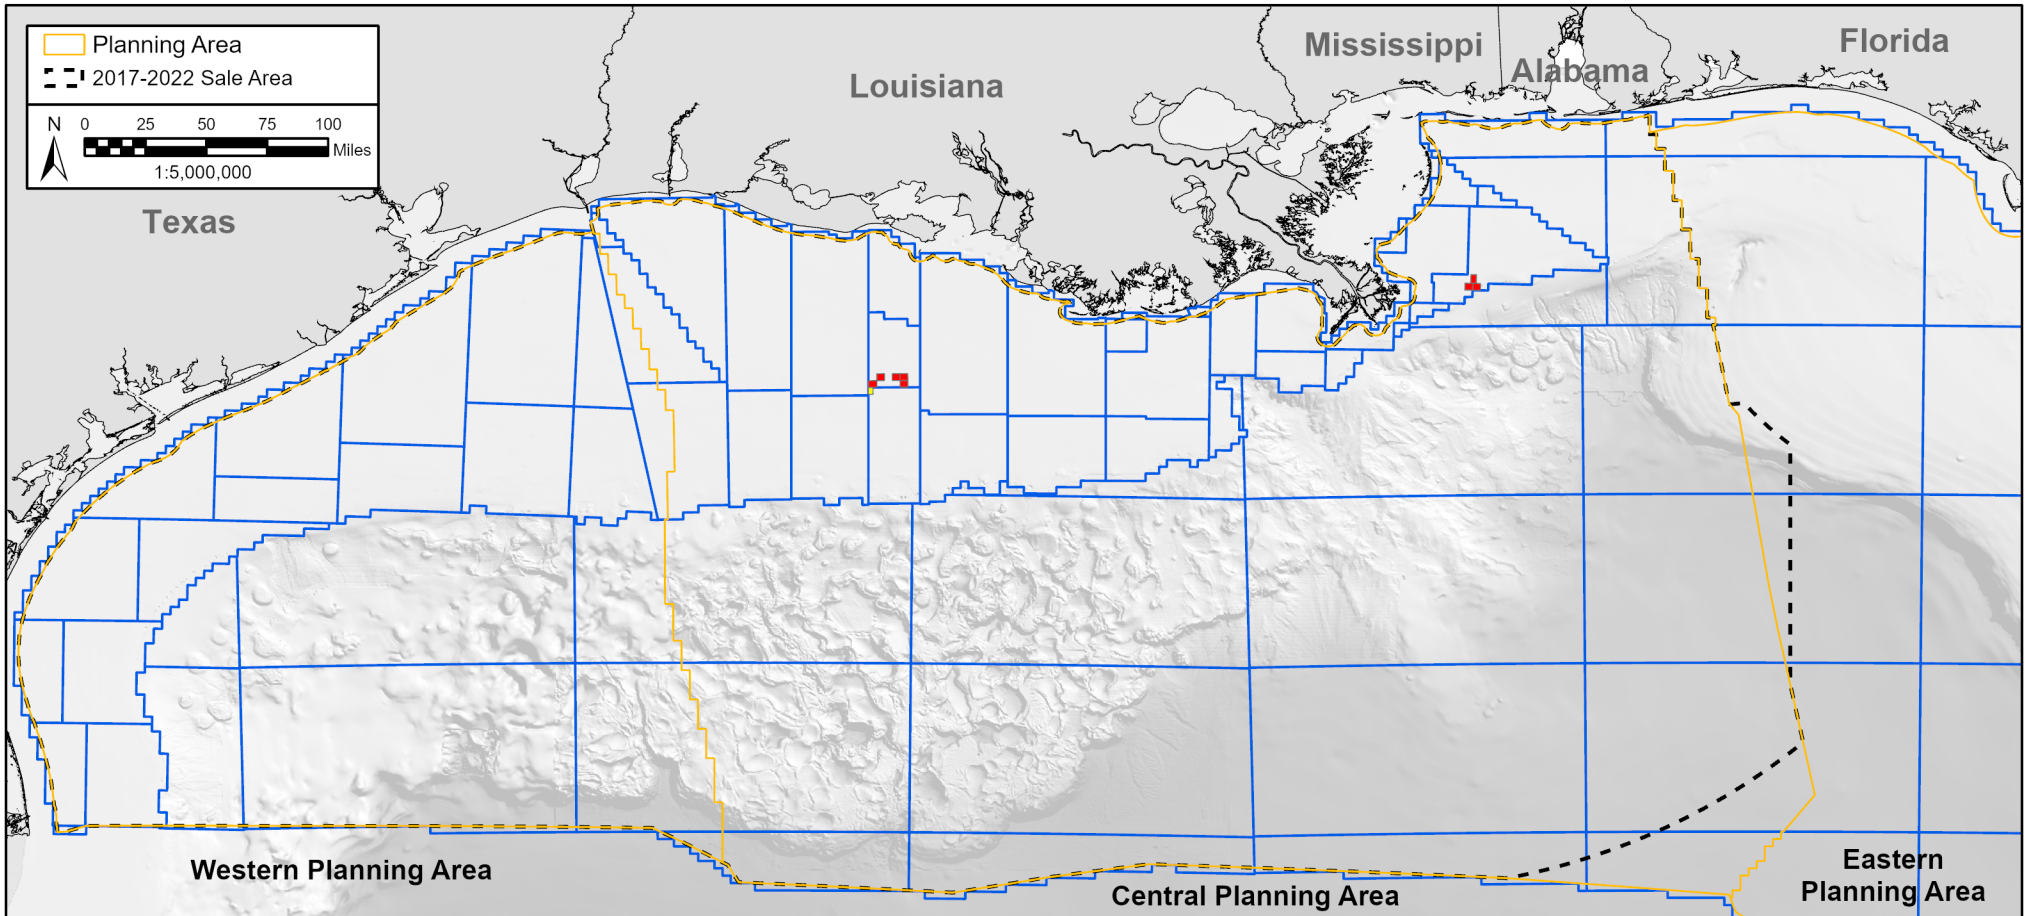 Planning Area
2017-2022 Sale Area
N
0 25 50 75 100
Miles
1:5,000,000
Texas
Louisiana
Mississippi
Alabama
Florida
Western Planning Area
Central Planning Area
Eastern
Planning Area